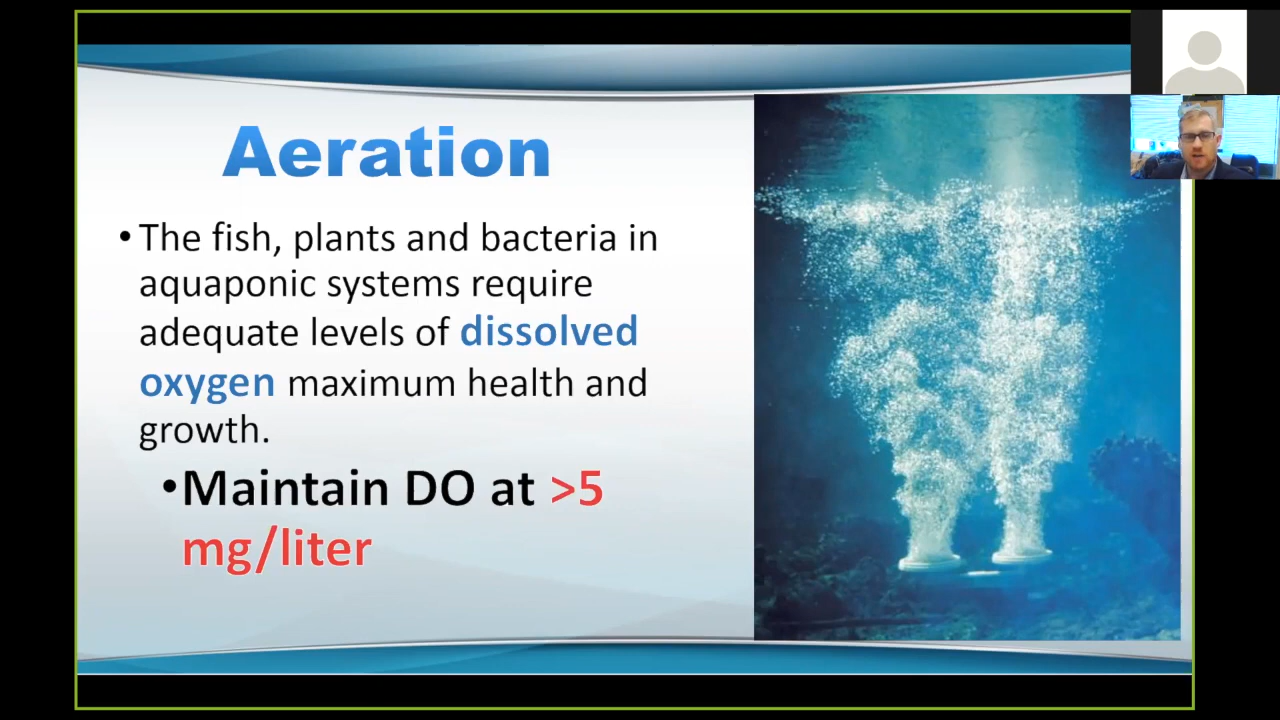 Aeration
• The fish, plants and bacteria in
aquaponic systems require
adequate levels of dissolved
oxygen maximum health and
growth.
•Maintain DO at >5
mg/liter